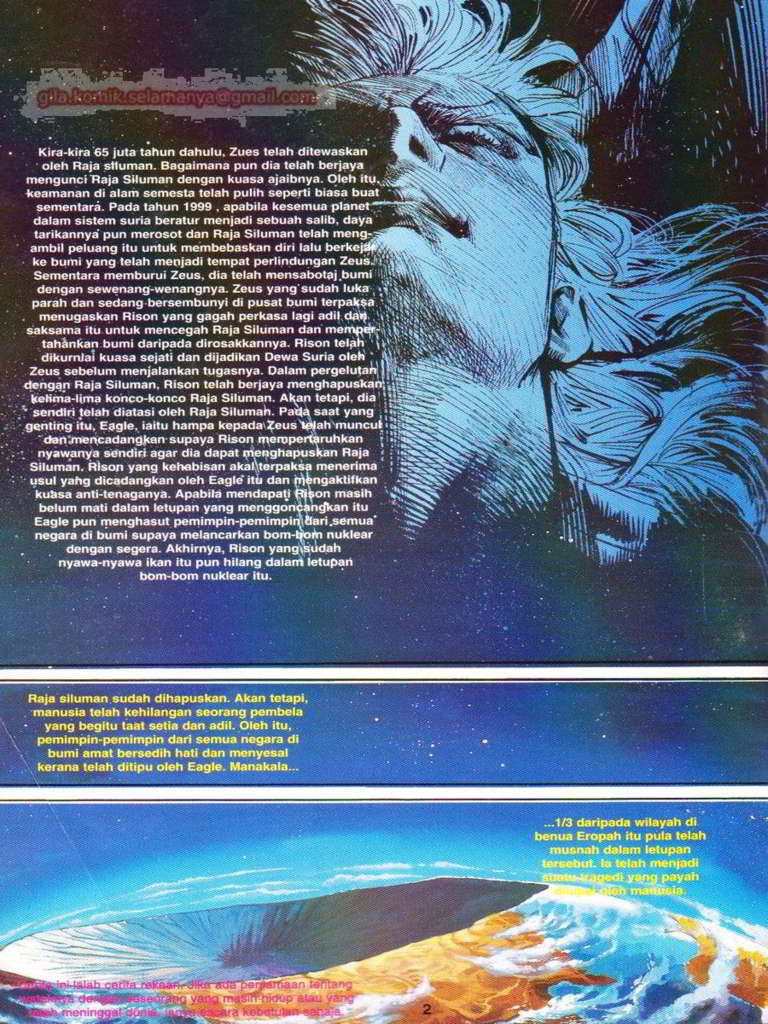 gila.komik.selamanya@gmail.com
Kira-kira 65 juta tahun dahulu, Zues telah ditewaskan
oleh Raja siluman. Bagaimana pun dia telah berjaya
mengunci Raja Siluman dengan kuasa ajaibnya. Oleh itu,
keamanan di alam semesta telah pulih seperti biasa buat
sementara. Pada tahun 1999 , apabila kesemua planet
dalam sistem suria beratur menjadi sebuah salib, daya
tarikannya pun merosot dan Raja Siluman telah meng-
ambil peluang itu untuk membebaskan diri lalu berkejar
ke bumi yang telah menjadi tempat perlindungan Zeus.
Sementara memburui Zeus, dia telah mensabotaj bumi
dengan sewenang-wenangnya. Zeus yang sudah luka
parah dan sedang bersembunyi di pusat bumi terpaksa
menugaskan Rison yang gagah perkasa lagi adil dan
saksama itu untuk mencegah Raja Siluman dan memper-
tahankan bumi daripada dirosakkannya. Rison telah
dikurniai kuasa sejati dan dijadikan Dewa Suria oleh
Zeus sebelum menjalankan tugasnya. Dalam pergelutan
dengan Raja Siluman, Rison telah berjaya menghapuskan
kelima-lima konco-konco Raja Siluman. Akan tetapi, dia
sendiri telah diatasi oleh Raja Siluman. Pada saat yang
genting itu, Eagle, iaitu hampa kepada Zeus telah muncul
dan mencadangkan supaya Rison mempertaruhkan
nyawanya sendiri agar dia dapat menghapuskan Raja
Siluman. Rison yang kehabisan akal terpaksa menerima
usul yang dicadangkan oleh Eagle itu dan mengaktifkan
kuasa anti-tenaganya. Apabila mendapati Rison masih
belum mati dalam letupan yang menggoncangkan itu
Eagle pun menghasut pemimpin-pemimpin dari semua
negara di bumi supaya melancarkan bom-bom nuklear
dengan segera. Akhirnya, Rison yang sudah
nyawa-nyawa ikan itu pun hilang dalam letupan
bom-bom nuklear itu.
Raja siluman sudah dihapuskan. Akan tetapi,
manusia telah kehilangan seorang pembela
yang begitu taat setia dan adil. Oleh itu,
pemimpin-pemimpin dari semua negara di
bumi amat bersedih hati dan menyesal
kerana telah ditipu oleh Eagle. Manakala...
...1/3 daripada wilayah di
benua Eropah itu pula telah
musnah dalam letupan
tersebut. Ia telah menjadi
suatu tragedi yang payah
oleh manusia.
ini ialah cerita rekaan. Jika ada persamaan tentang
dengan seseorang yang masih hidup atau yang
telah meninggal dunia, ianya secara kebetulan sahaja.
2